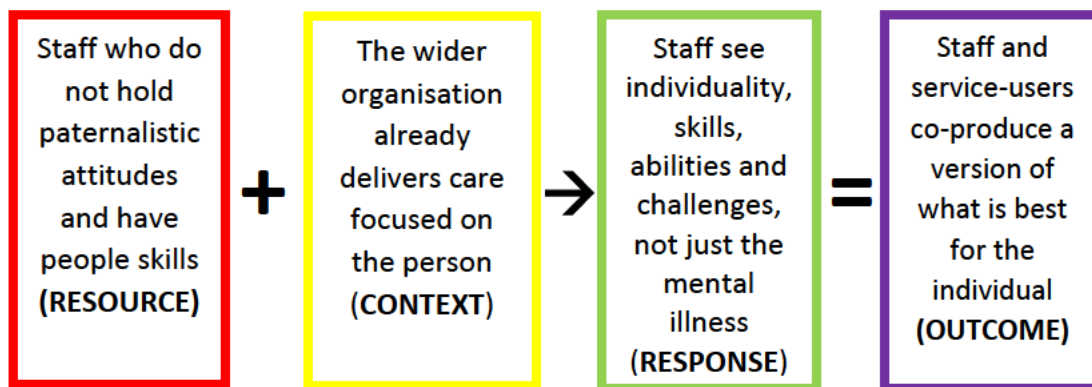 Staff who do
not hold
paternalistic
attitudes
and have
people skills
(RESOURCE)
+
The wider
organisation
already
delivers care
focused on
the person
(CONTEXT)
→
Staff see
individuality,
skills,
abilities and
challenges,
not just the
mental
illness
(RESPONSE)
=
Staff and
service-users
co-produce a
version of
what is best
for the
individual
(OUTCOME)